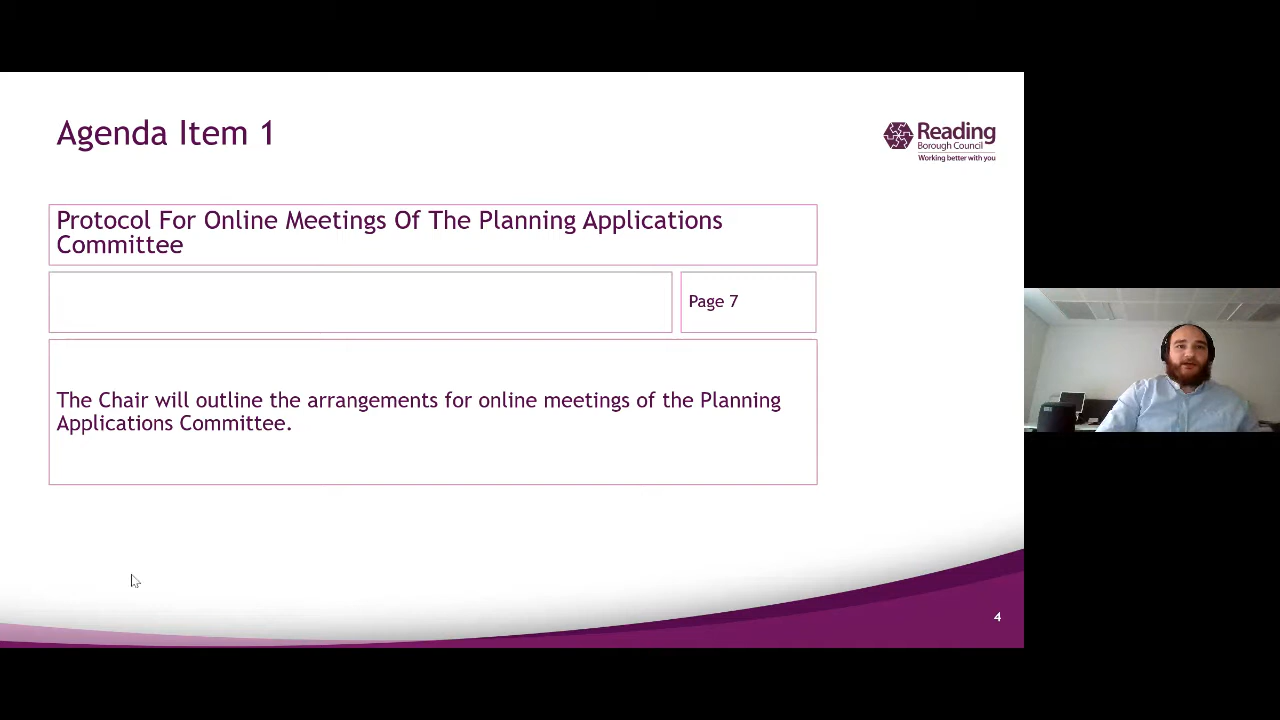 Agenda Item 1
Reading
Borough Council
Working better with you
Protocol For Online Meetings Of The Planning Applications
Committee
Page 7
The Chair will outline the arrangements for online meetings of the Planning
Applications Committee.
4